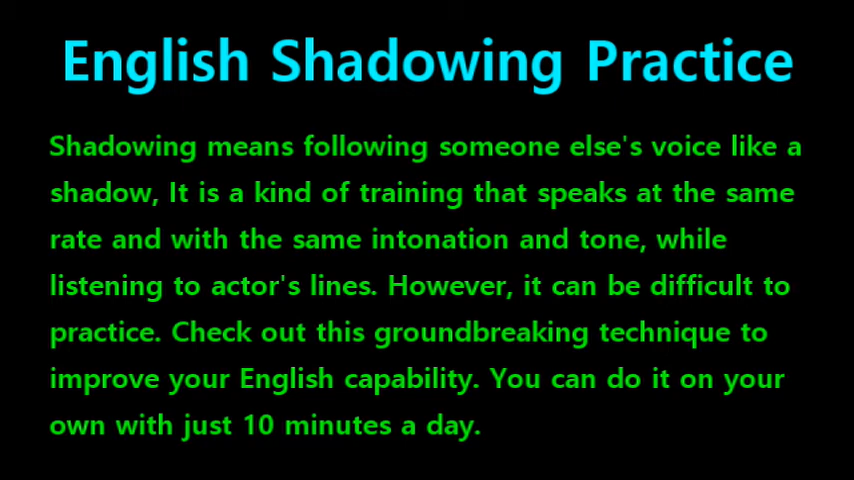 English Shadowing Practice
Shadowing means following someone else's voice like a
shadow, It is a kind of training that speaks at the same
rate and with the same intonation and tone, while
listening to actor's lines. However, it can be difficult to
practice. Check out this groundbreaking technique to
improve your English capability. You can do it on your
own with just 10 minutes a day.